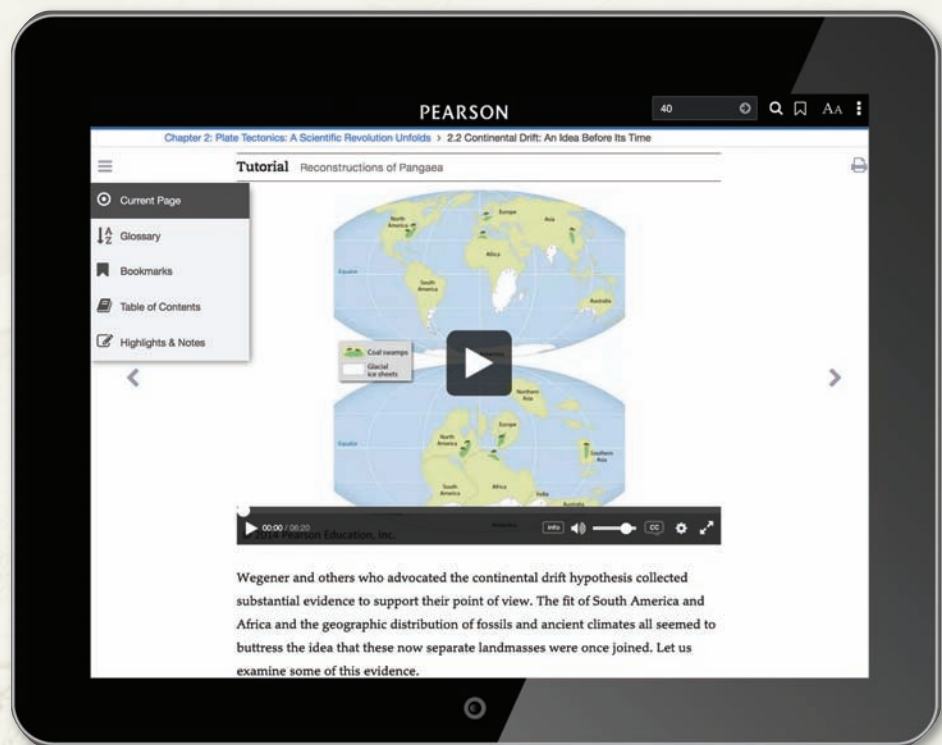 PEARSON
40
AA
Chapter 2: Plate Tectonics: A Scientific Revolution Unfolds > 2.2 Continental Drift: An Idea Before Its Time
Tutorial Reconstructions of Pangaea
Current Page
A
Z
Glossary
Bookmarks
Table of Contents
Highlights & Notes
North
America
Europe
Asia
Africa
Equator
South
America
Australia
Coal swamps
Glacial
ice sheets
Northern
Asia
Europe
North
America
Equator
Southern
Asia
South
America
Africa
India
Australia
00:00 / 06:20
Info
CC
© 2014 Pearson Education, Inc.
Wegener and others who advocated the continental drift hypothesis collected
substantial evidence to support their point of view. The fit of South America and
Africa and the geographic distribution of fossils and ancient climates all seemed to
buttress the idea that these now separate landmasses were once joined. Let us
examine some of this evidence.